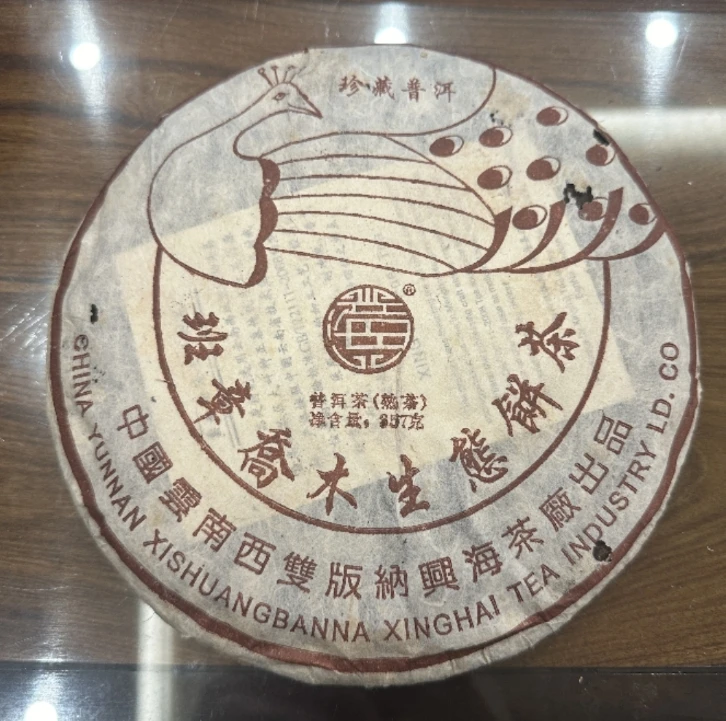 珍藏普洱
®
普洱茶(熟茶)
净含量：357克
班章喬木生態餅茶
中國雲南西雙版納興海茶廠出品
CHINA YUNNAN XISHUANGBANNA XINGHAI TEA INDUSTRY LD. CO